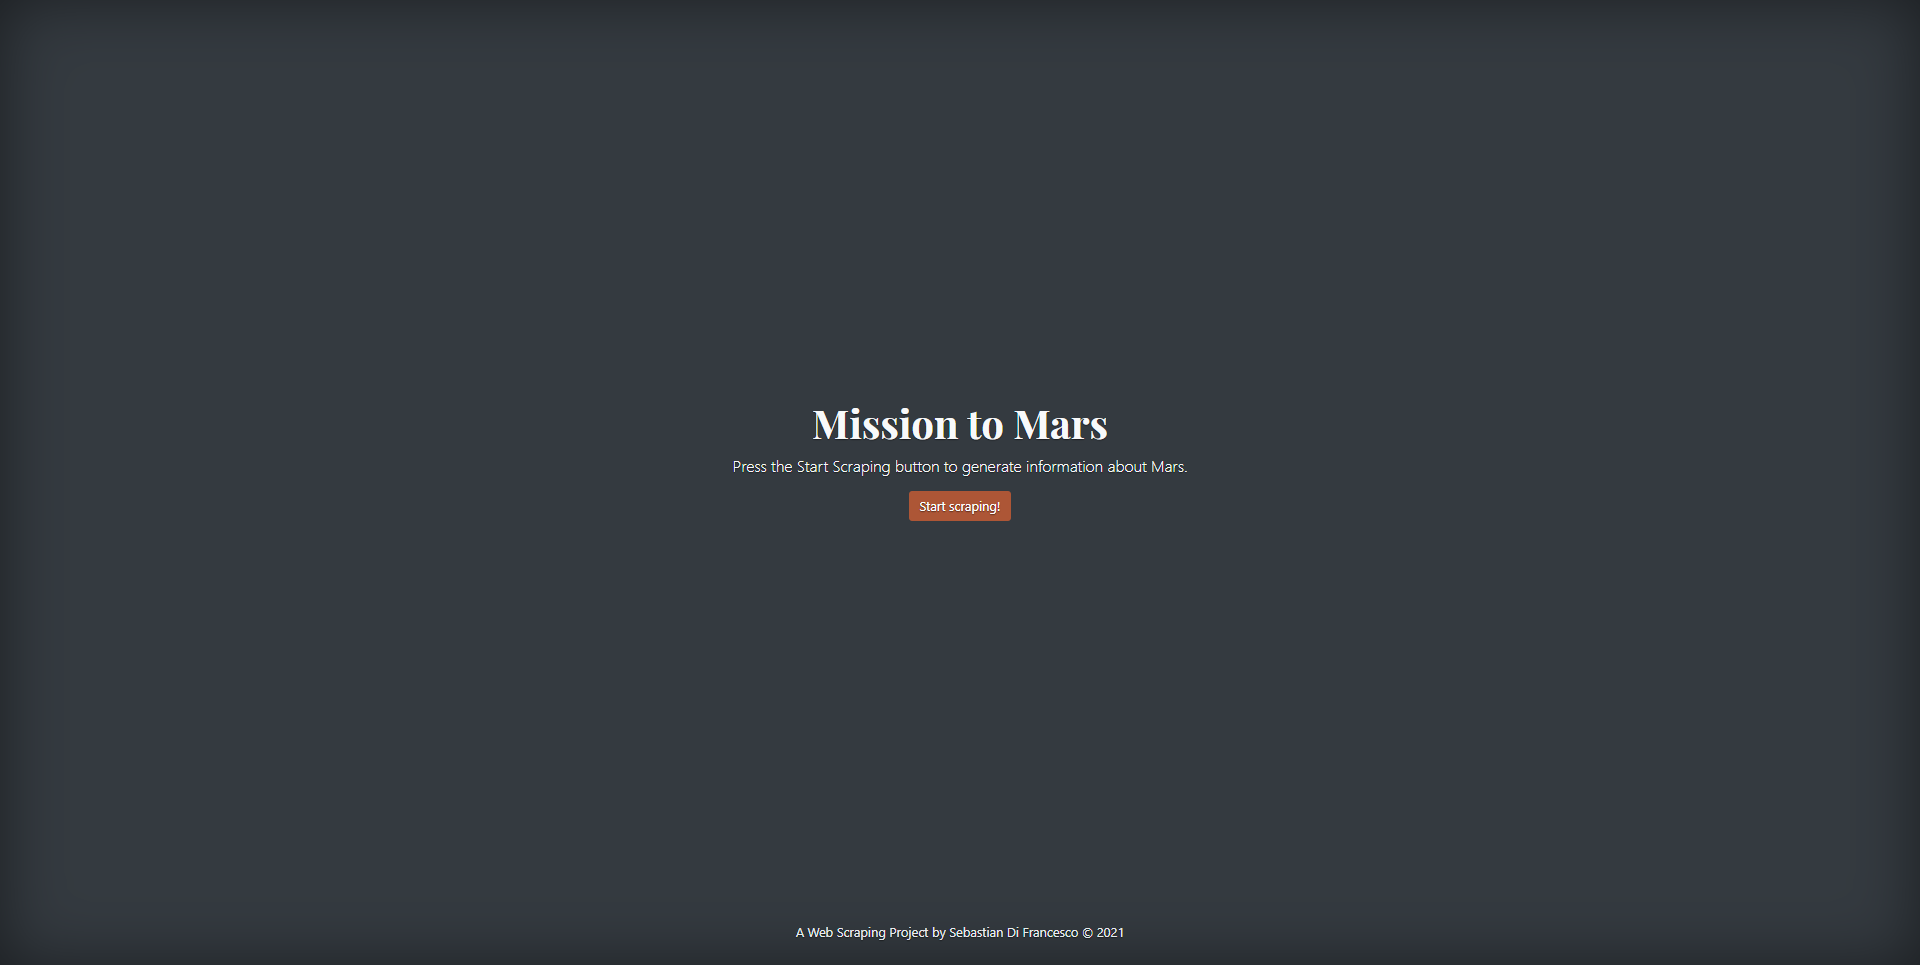 Mission to Mars
Press the Start Scraping button to generate information about Mars.
Start scraping!
A Web Scraping Project by Sebastian Di Francesco © 2021